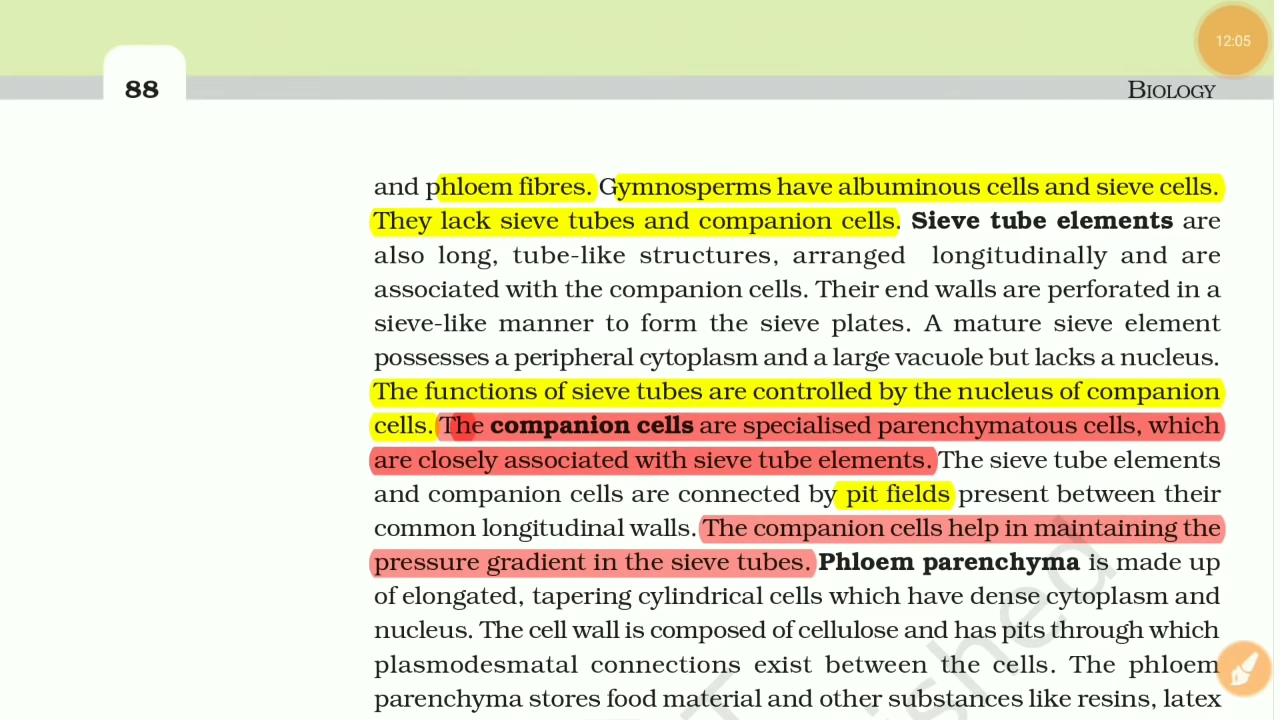 12:05
88
BIOLOGY
and phloem fibres. Gymnosperms have albuminous cells and sieve cells.
They lack sieve tubes and companion cells. Sieve tube elements are
also long, tube-like structures, arranged longitudinally and are
associated with the companion cells. Their end walls are perforated in a
sieve-like manner to form the sieve plates. A mature sieve element
possesses a peripheral cytoplasm and a large vacuole but lacks a nucleus.
The functions of sieve tubes are controlled by the nucleus of companion
cells. The companion cells are specialised parenchymatous cells, which
are closely associated with sieve tube elements. The sieve tube elements
and companion cells are connected by pit fields present between their
common longitudinal walls. The companion cells help in maintaining the
pressure gradient in the sieve tubes. Phloem parenchyma is made up
of elongated, tapering cylindrical cells which have dense cytoplasm and
nucleus. The cell wall is composed of cellulose and has pits through which
plasmodesmatal connections exist between the cells. The phloem
parenchyma stores food material and other substances like resins, latex